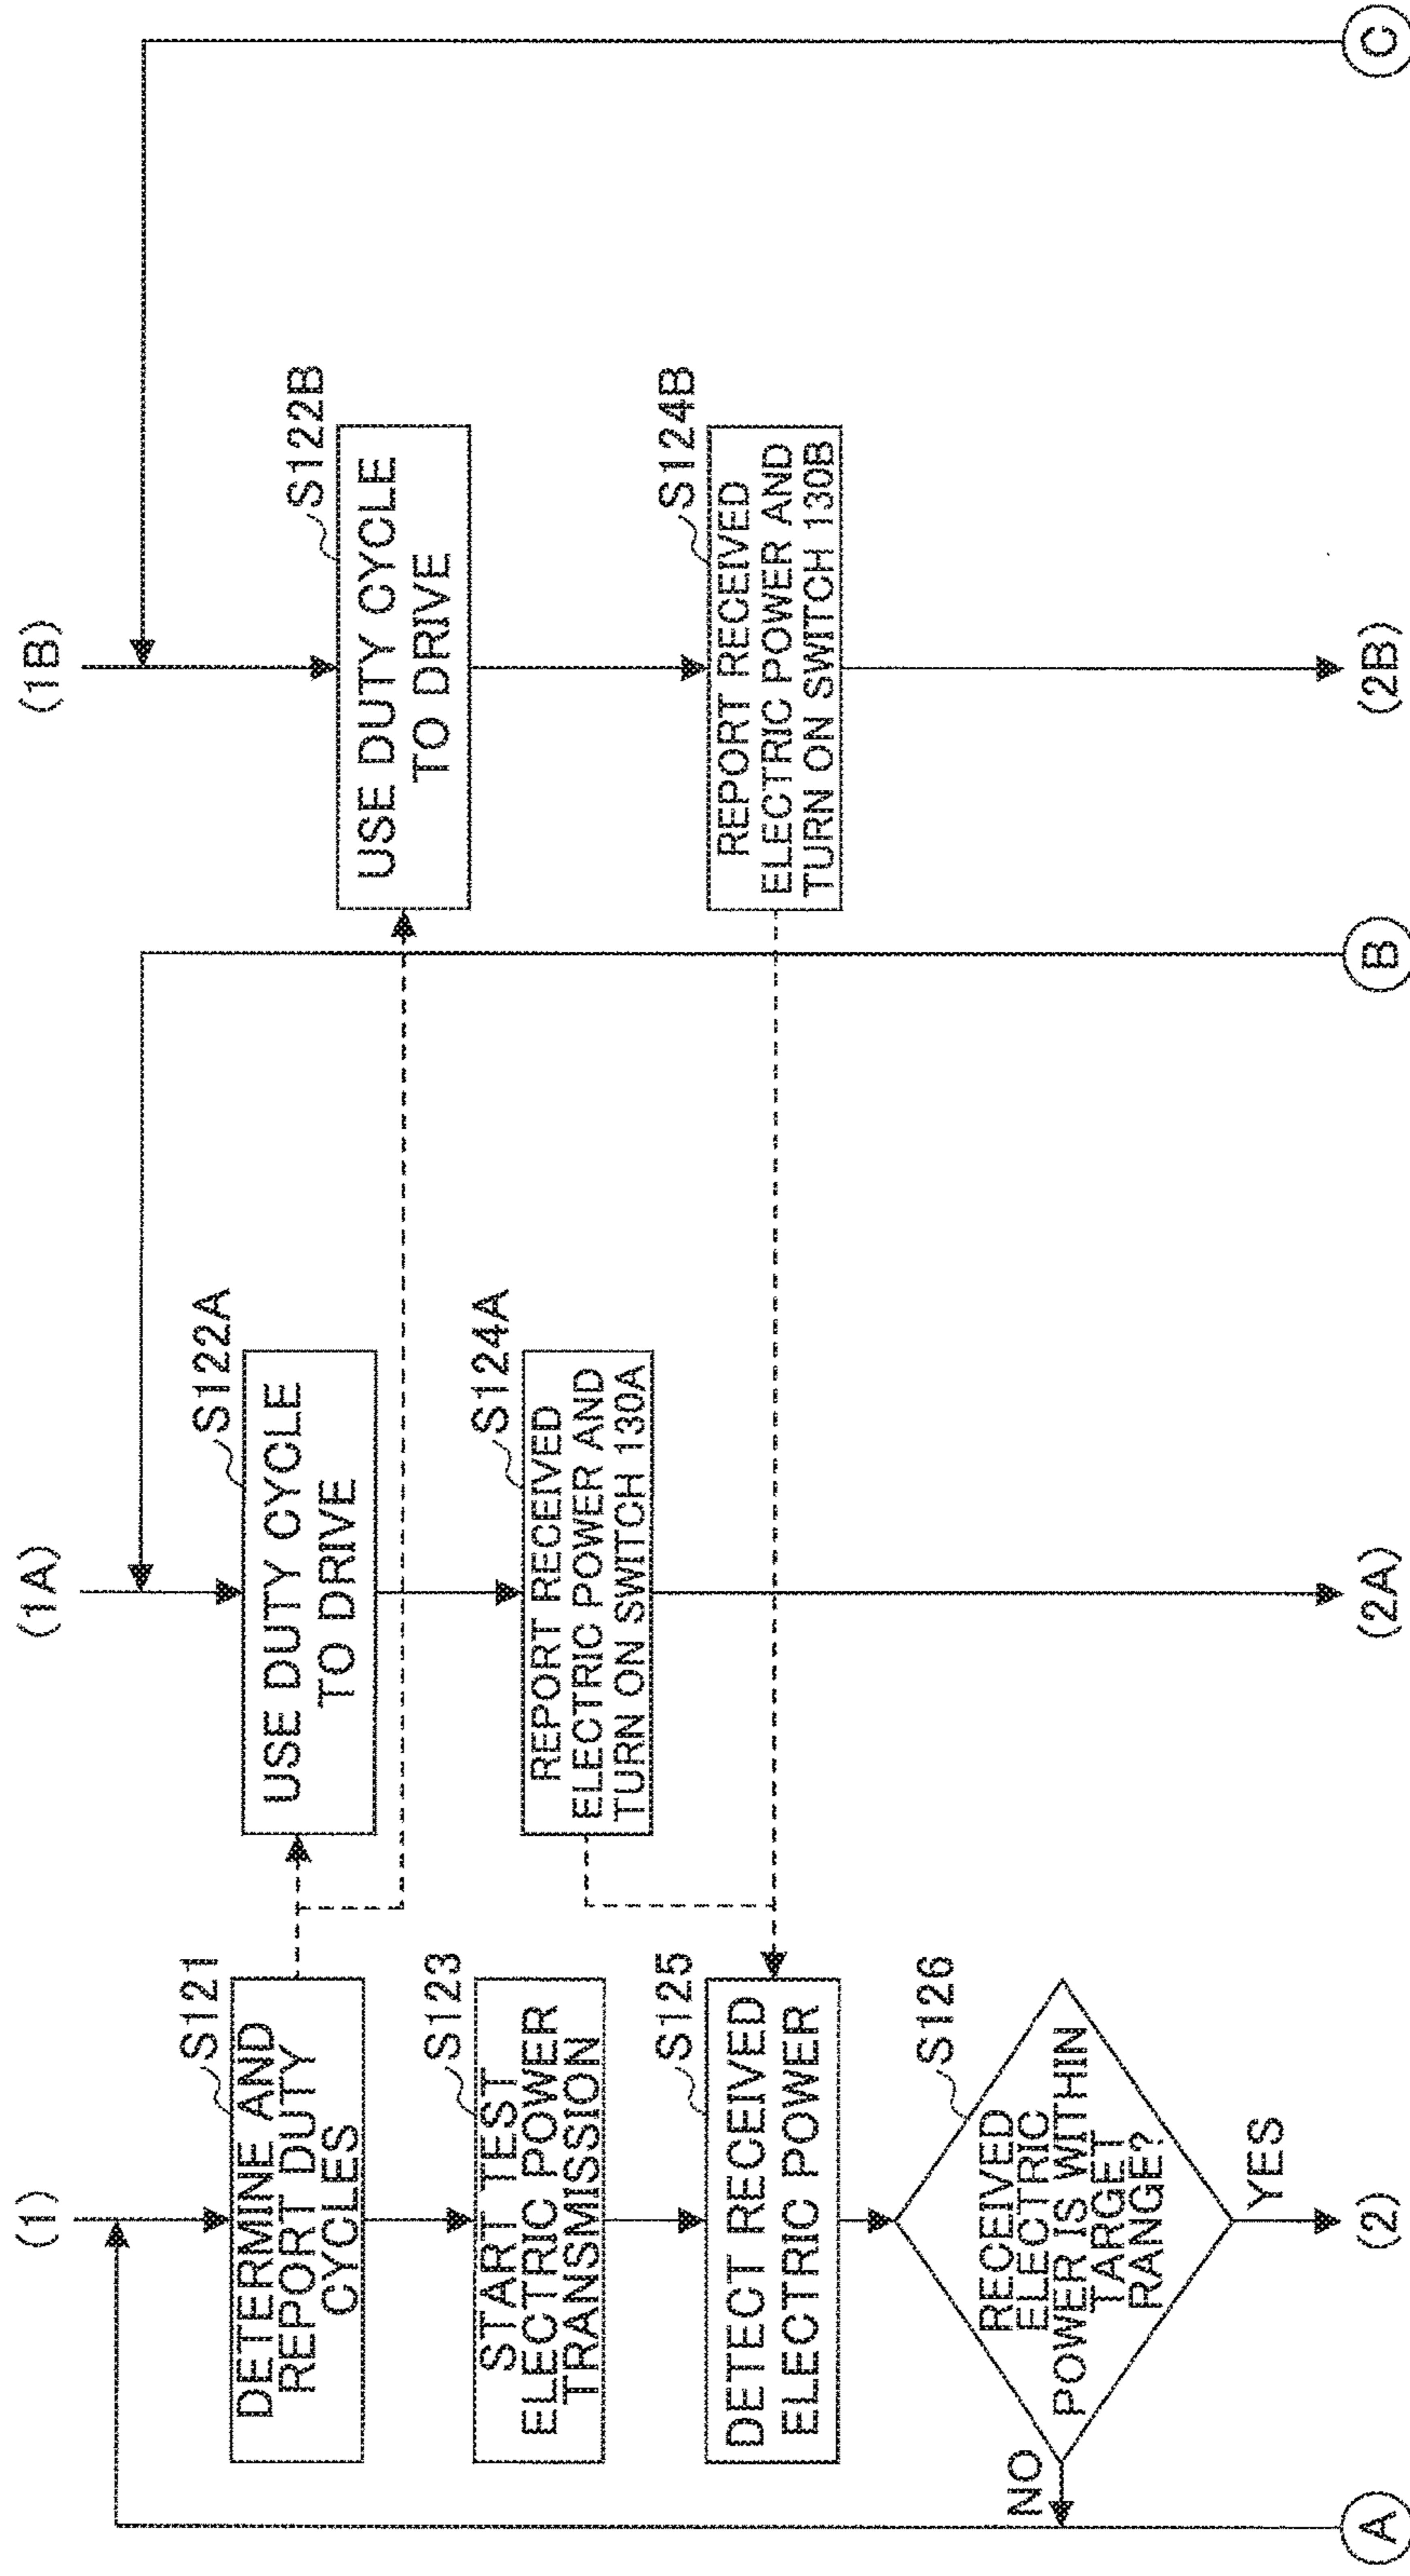 (1)
(1A)
(1B)
S121
DETERMINE AND
REPORT DUTY
CYCLES
S122A
USE DUTY CYCLE
TO DRIVE
S122B
USE DUTY CYCLE
TO DRIVE
S123
START TEST
ELECTRIC POWER
TRANSMISSION
S124A
REPORT RECEIVED
ELECTRIC POWER AND
TURN ON SWITCH 130A
S124B
REPORT RECEIVED
ELECTRIC POWER AND
TURN ON SWITCH 130B
S125
DETECT RECEIVED
ELECTRIC POWER
S126
RECEIVED
ELECTRIC
POWER IS WITHIN
TARGET
RANGE?
NO
YES
A
(2)
(2A)
B
(2B)
C